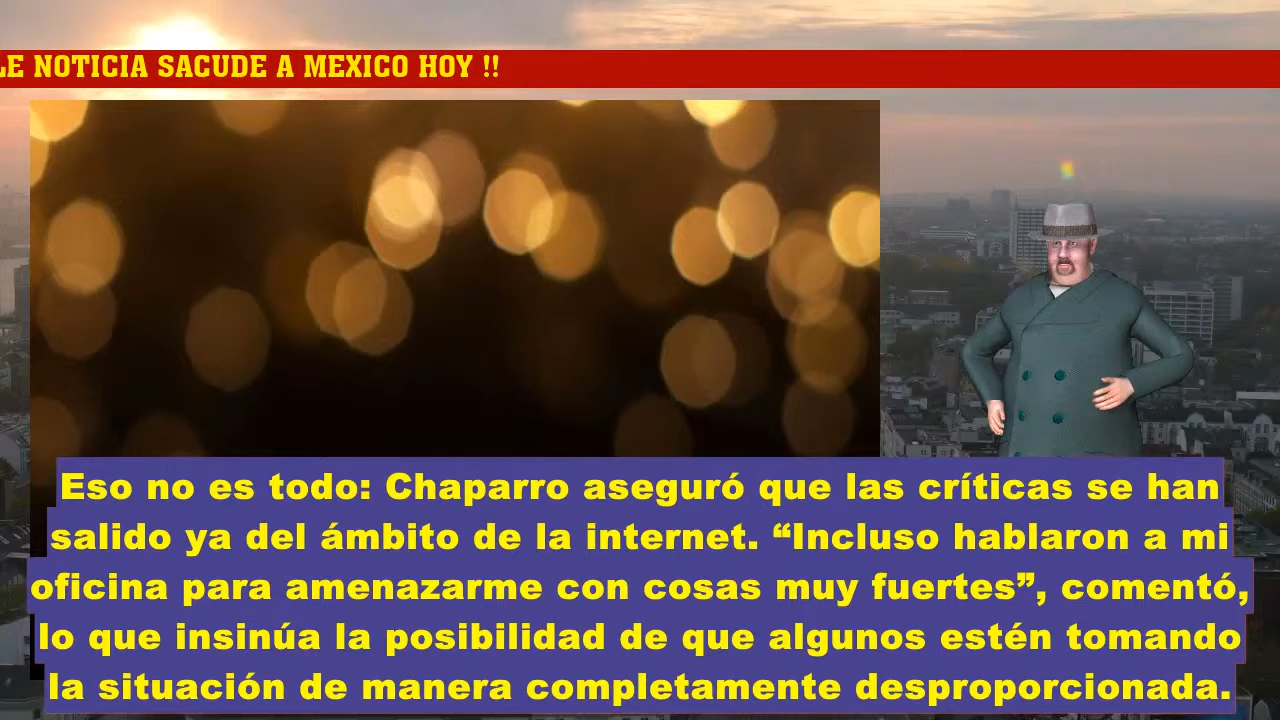 NOTICIA SACUDE A MEXICO HOY !!
Eso no es todo: Chaparro aseguró que las críticas se han
salido ya del ámbito de la internet. “Incluso hablaron a mi
oficina para amenazarme con cosas muy fuertes”, comentó,
lo que insinúa la posibilidad de que algunos estén tomando
la situación de manera completamente desproporcionada.